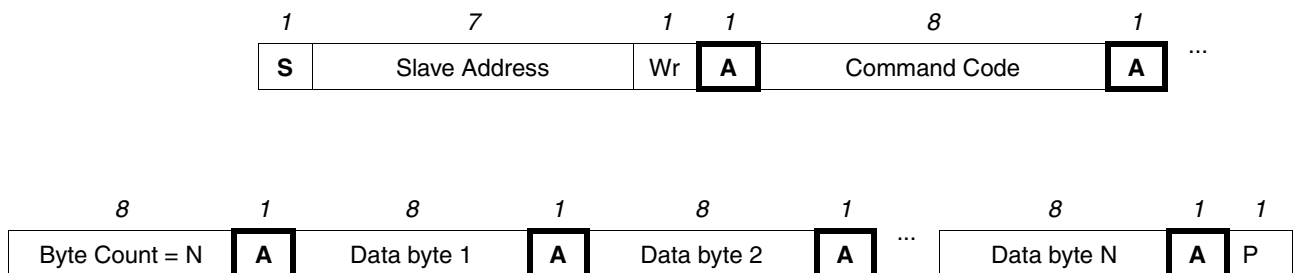 1 7 1 1 8 1
S Slave Address Wr A Command Code A ...
8 1 8 1 8 1 8 1 1
Byte Count = N A Data byte 1 A Data byte 2 A ... Data byte N A P